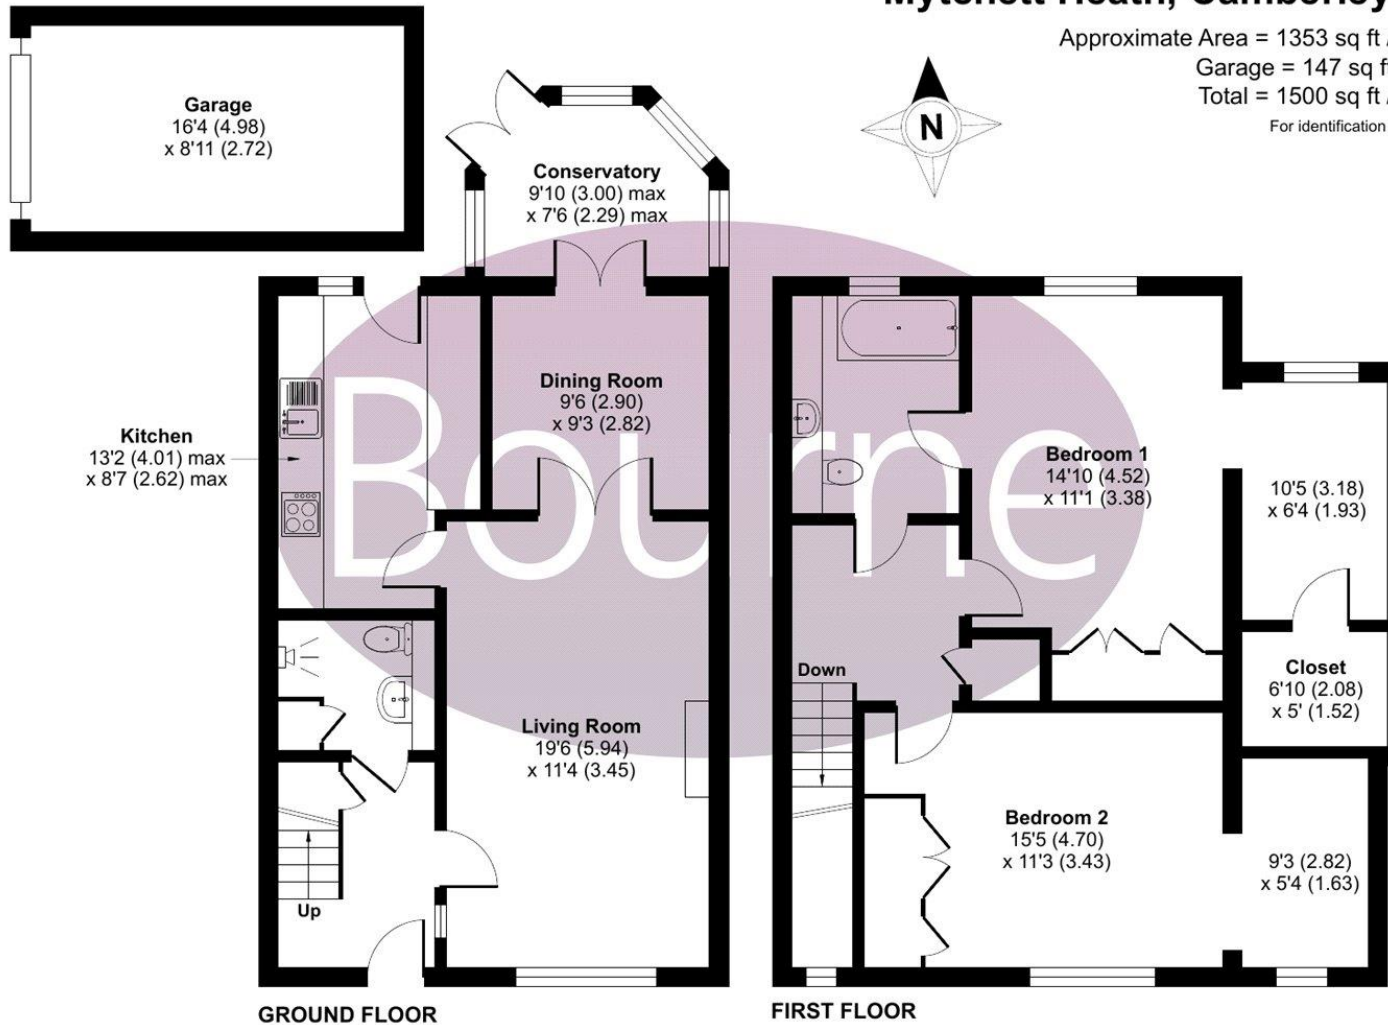 Mytchett Heath, Camberley
Approximate Area = 1353 sq ft /
Garage = 147 sq ft
Total = 1500 sq ft /
For identification
N
Garage
16'4 (4.98)
x 8'11 (2.72)
Conservatory
9'10 (3.00) max
x 7'6 (2.29) max
Dining Room
9'6 (2.90)
x 9'3 (2.82)
Kitchen
13'2 (4.01) max
x 8'7 (2.62) max
Living Room
19'6 (5.94)
x 11'4 (3.45)
Up
GROUND FLOOR
Bourne
Bedroom 1
14'10 (4.52)
x 11'1 (3.38)
10'5 (3.18)
x 6'4 (1.93)
Down
Closet
6'10 (2.08)
x 5' (1.52)
Bedroom 2
15'5 (4.70)
x 11'3 (3.43)
9'3 (2.82)
x 5'4 (1.63)
FIRST FLOOR